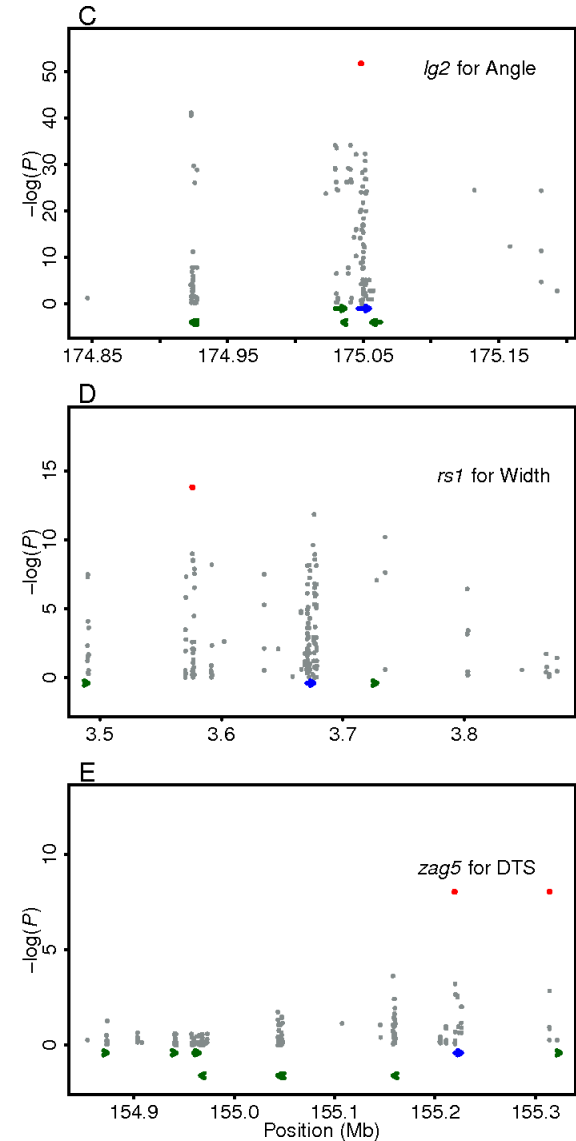 C
lg2 for Angle
−log(P)
0 10 20 30 40 50
174.85 174.95 175.05 175.15
D
rs1 for Width
−log(P)
0 5 10 15
3.5 3.6 3.7 3.8
E
zag5 for DTS
−log(P)
0 5 10
154.9 155.0 155.1 155.2 155.3
Position (Mb)